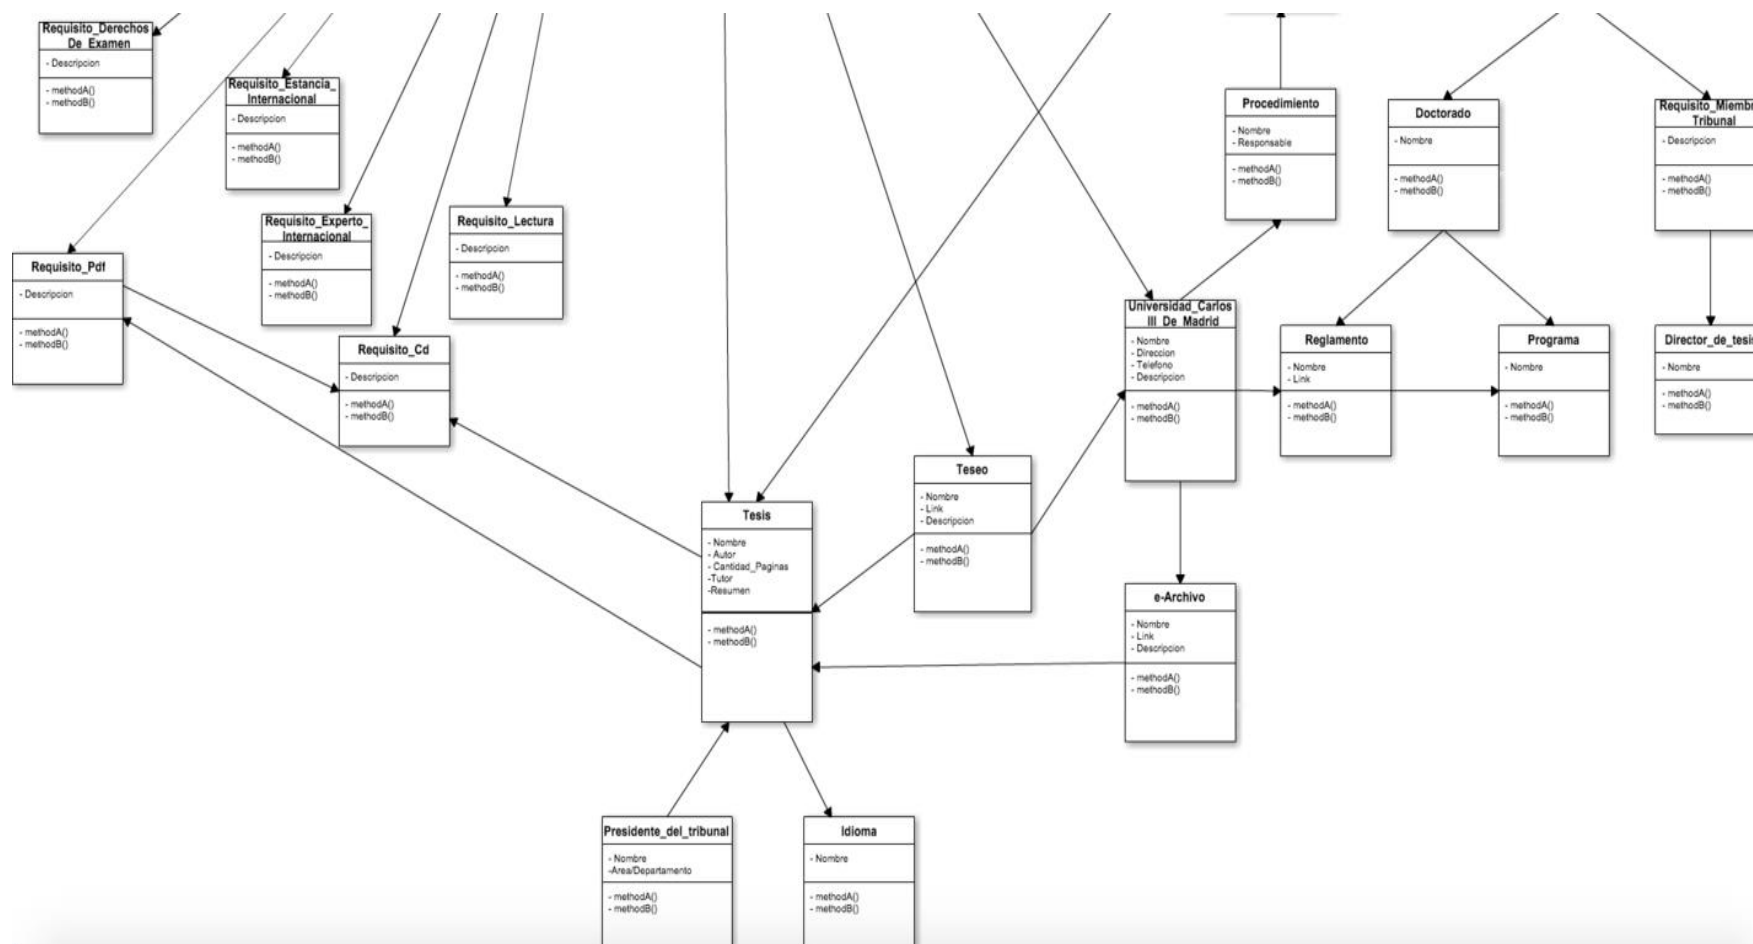 Requisito_Derechos
De_Examen
- Descripcion
- methodA()
- methodB()
Requisito_Estancia_
Internacional
- Descripcion
- methodA()
- methodB()
Procedimiento
- Nombre
- Responsable
- methodA()
- methodB()
Doctorado
- Nombre
- methodA()
- methodB()
Requisito_Miemb
Tribunal
- Descripcion
- methodA()
- methodB()
Requisito_Experto_
Internacional
- Descripcion
- methodA()
- methodB()
Requisito_Lectura
- Descripcion
- methodA()
- methodB()
Requisito_Pdf
- Descripcion
- methodA()
- methodB()
Requisito_Cd
- Descripcion
- methodA()
- methodB()
Universidad_Carlos
III_De_Madrid
- Nombre
- Direccion
- Telefono
- Descripcion
- methodA()
- methodB()
Reglamento
- Nombre
- Link
- methodA()
- methodB()
Programa
- Nombre
- methodA()
- methodB()
Director_de_tesis
- Nombre
- methodA()
- methodB()
Teseo
- Nombre
- Link
- Descripcion
- methodA()
- methodB()
Tesis
- Nombre
- Autor
- Cantidad_Paginas
-Tutor
-Resumen
- methodA()
- methodB()
e-Archivo
- Nombre
- Link
- Descripcion
- methodA()
- methodB()
Presidente_del_tribunal
- Nombre
-Area/Departamento
- methodA()
- methodB()
Idioma
- Nombre
- methodA()
- methodB()